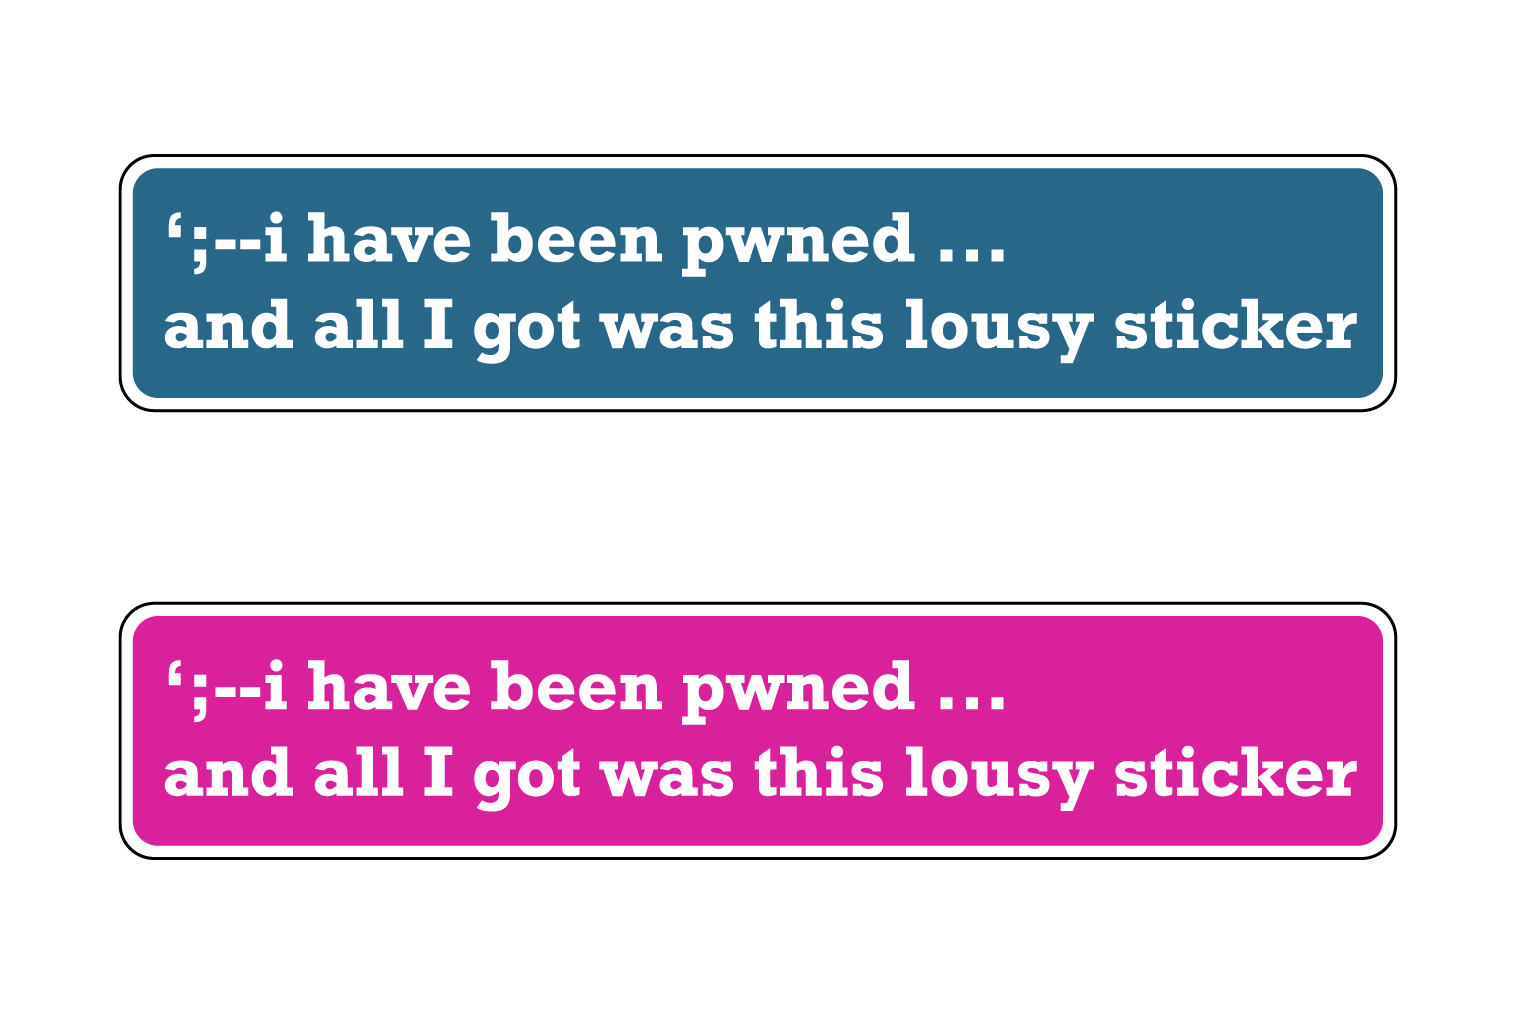 ‘;--i have been pwned ...
and all I got was this lousy sticker
‘;--i have been pwned ...
and all I got was this lousy sticker